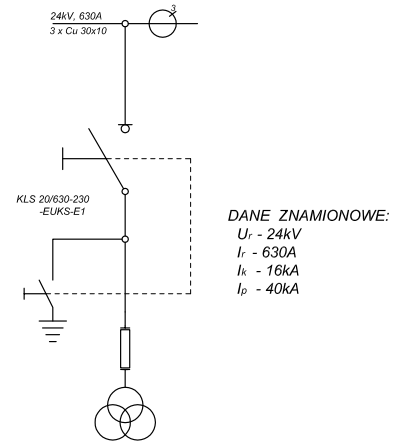 3
24kV, 630A
3 x Cu 30x10
KLS 20/630-230
-EUKS-E1
DANE ZNAMIONOWE:
Ur - 24kV
Ir - 630A
Ik - 16kA
Ip - 40kA